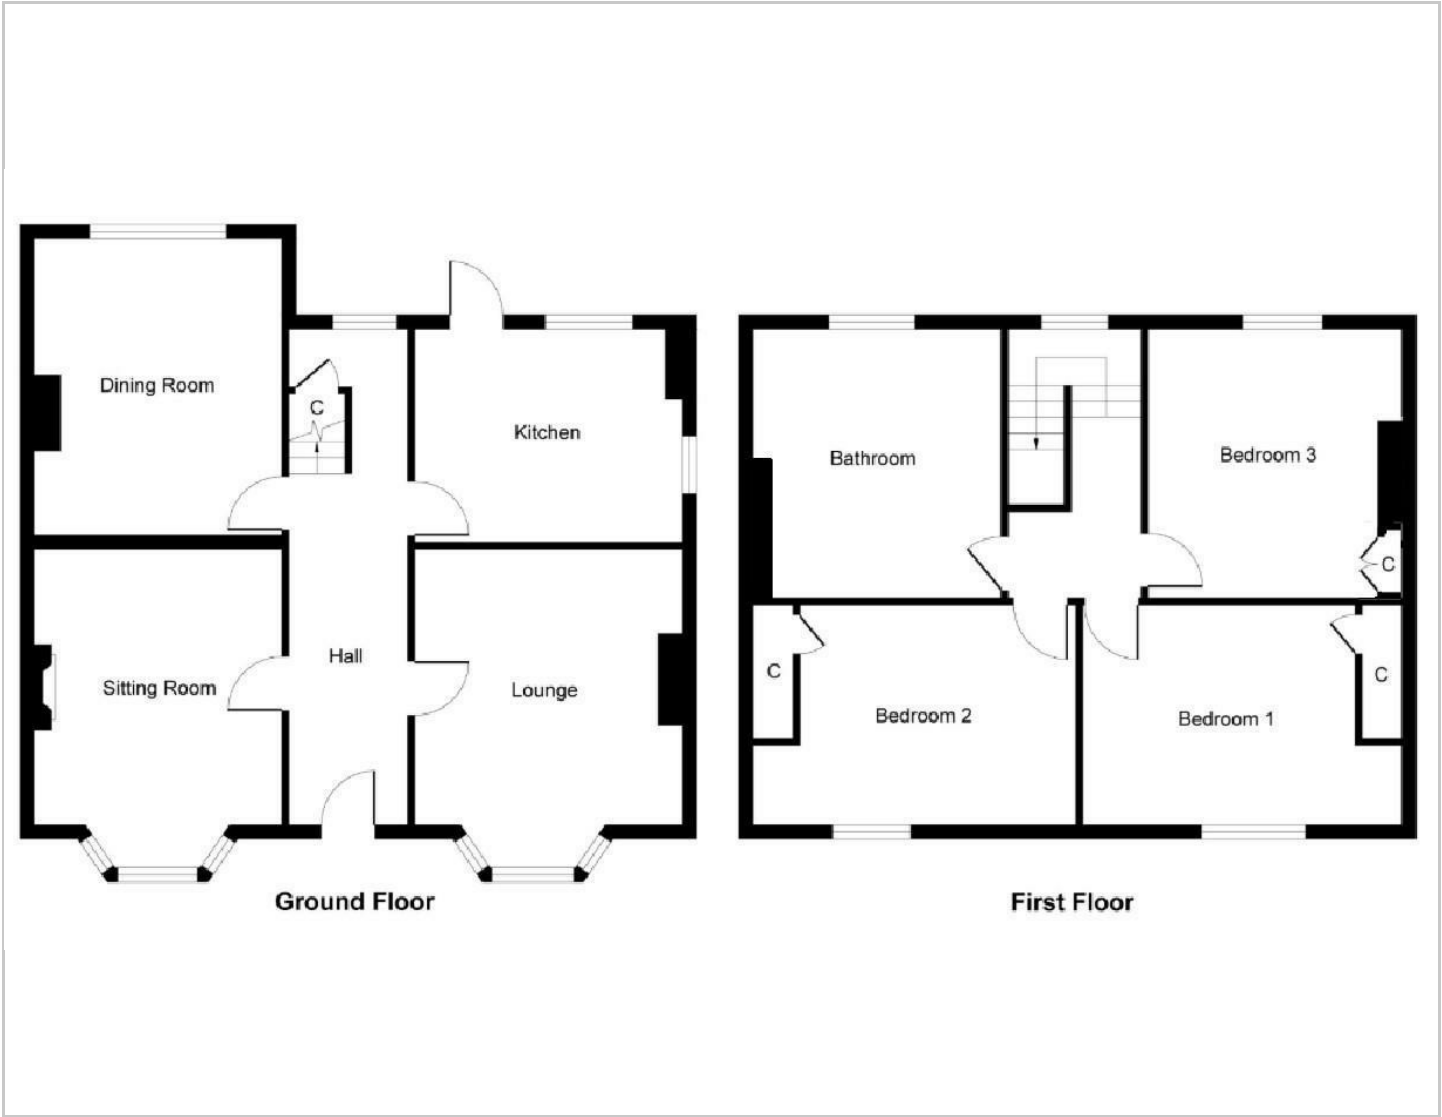 Dining Room
C
Kitchen
Hall
Sitting Room
Lounge
Ground Floor
Bathroom
Bedroom 3
C
C
Bedroom 2
Bedroom 1
C
First Floor